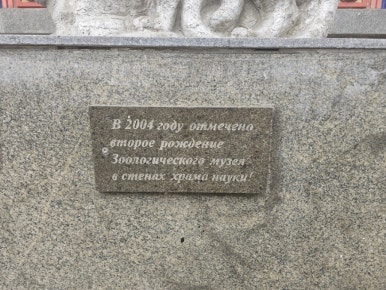 В 2004 году отмечено
второе рождение
Зоологического музея
в стенах храма науки!